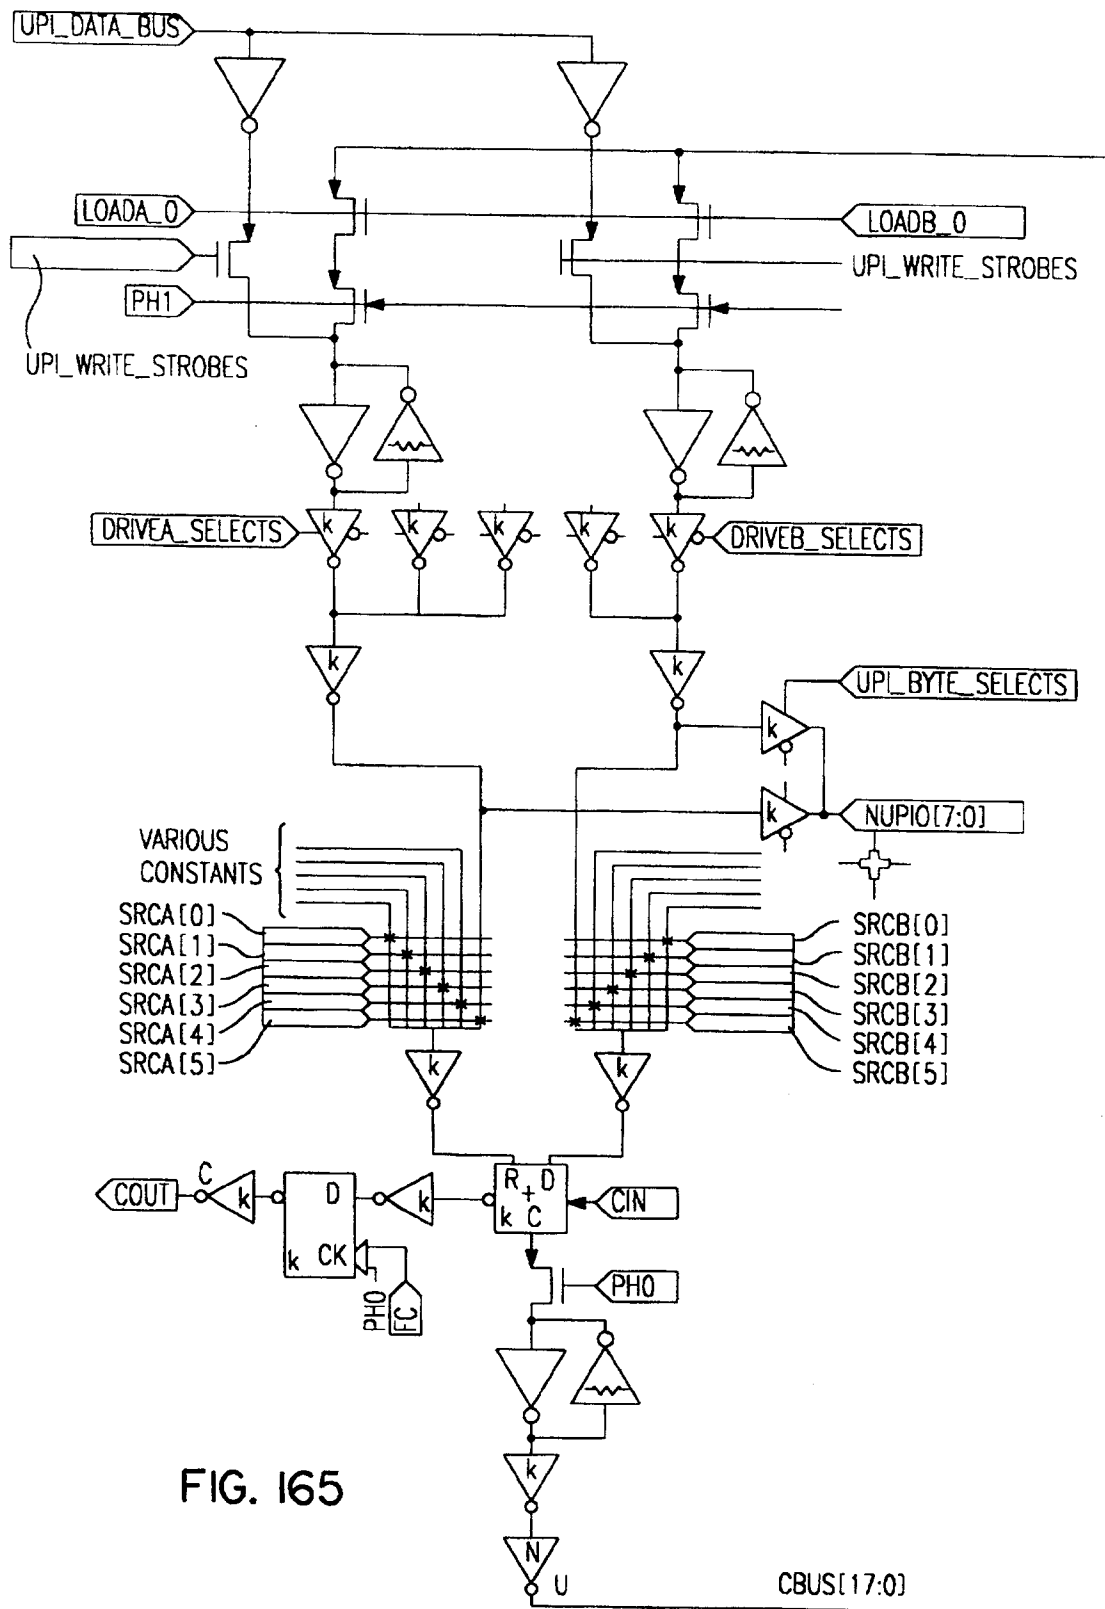 UPI_DATA_BUS
LOADA_0
LOADB_0
UPI_WRITE_STROBES
PH1
UPI_WRITE_STROBES
DRIVEA_SELECTS
k
k
k
k
k
DRIVEB_SELECTS
k
k
UPI_BYTE_SELECTS
k
k
NUPIO[7:0]
VARIOUS
CONSTANTS
SRCA[0]
SRCA[1]
SRCA[2]
SRCA[3]
SRCA[4]
SRCA[5]
SRCB[0]
SRCB[1]
SRCB[2]
SRCB[3]
SRCB[4]
SRCB[5]
k
k
COUT
C
k
D
k
CK
k
R D
+
k C
CIN
PH0
FC
PH0
k
N
U
CBUS[17:0]
FIG. 165